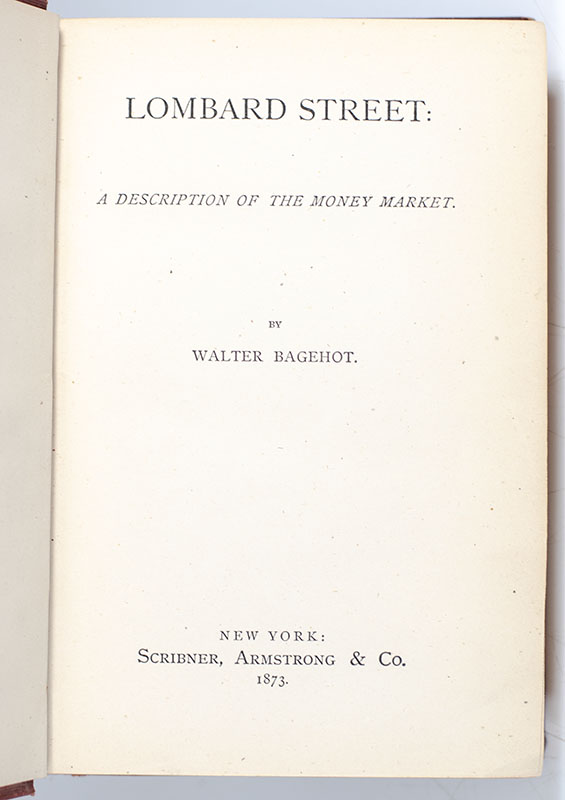 LOMBARD STREET:
A DESCRIPTION OF THE MONEY MARKET.
BY
WALTER BAGEHOT.
NEW YORK:
SCRIBNER, ARMSTRONG & CO.
1873.